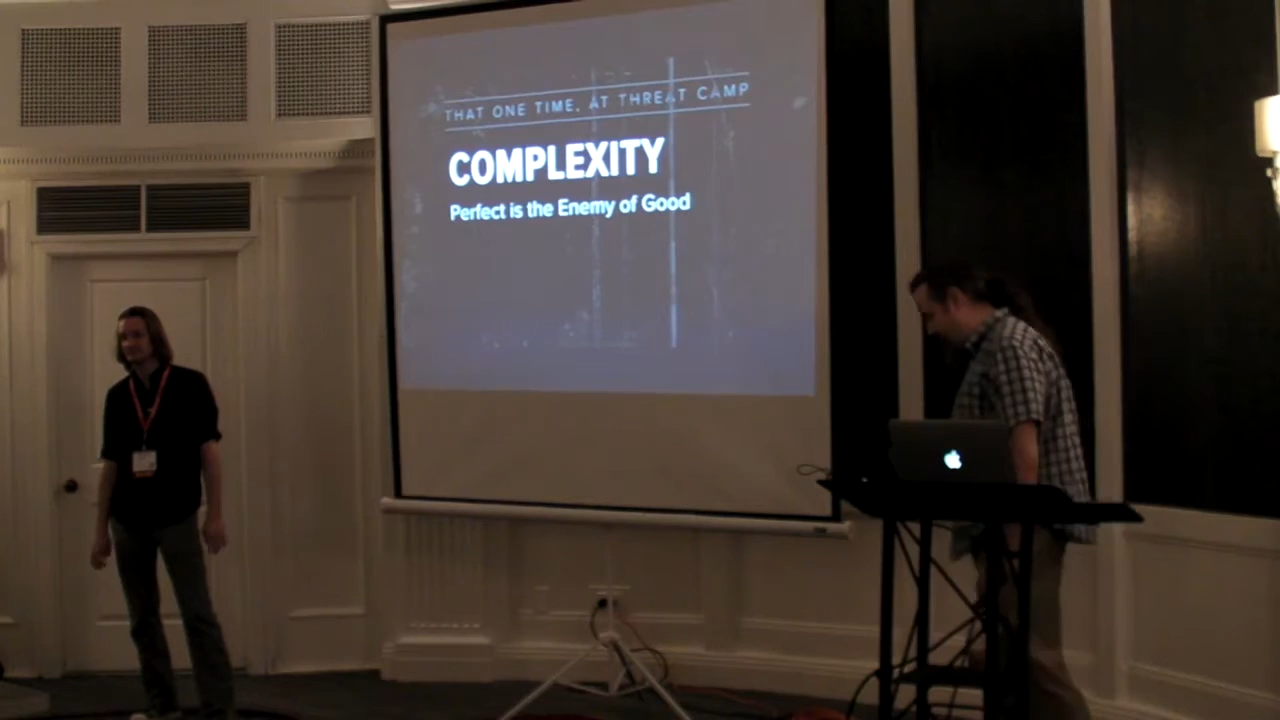 THAT ONE TIME, AT THREAT CAMP
COMPLEXITY
Perfect is the Enemy of Good